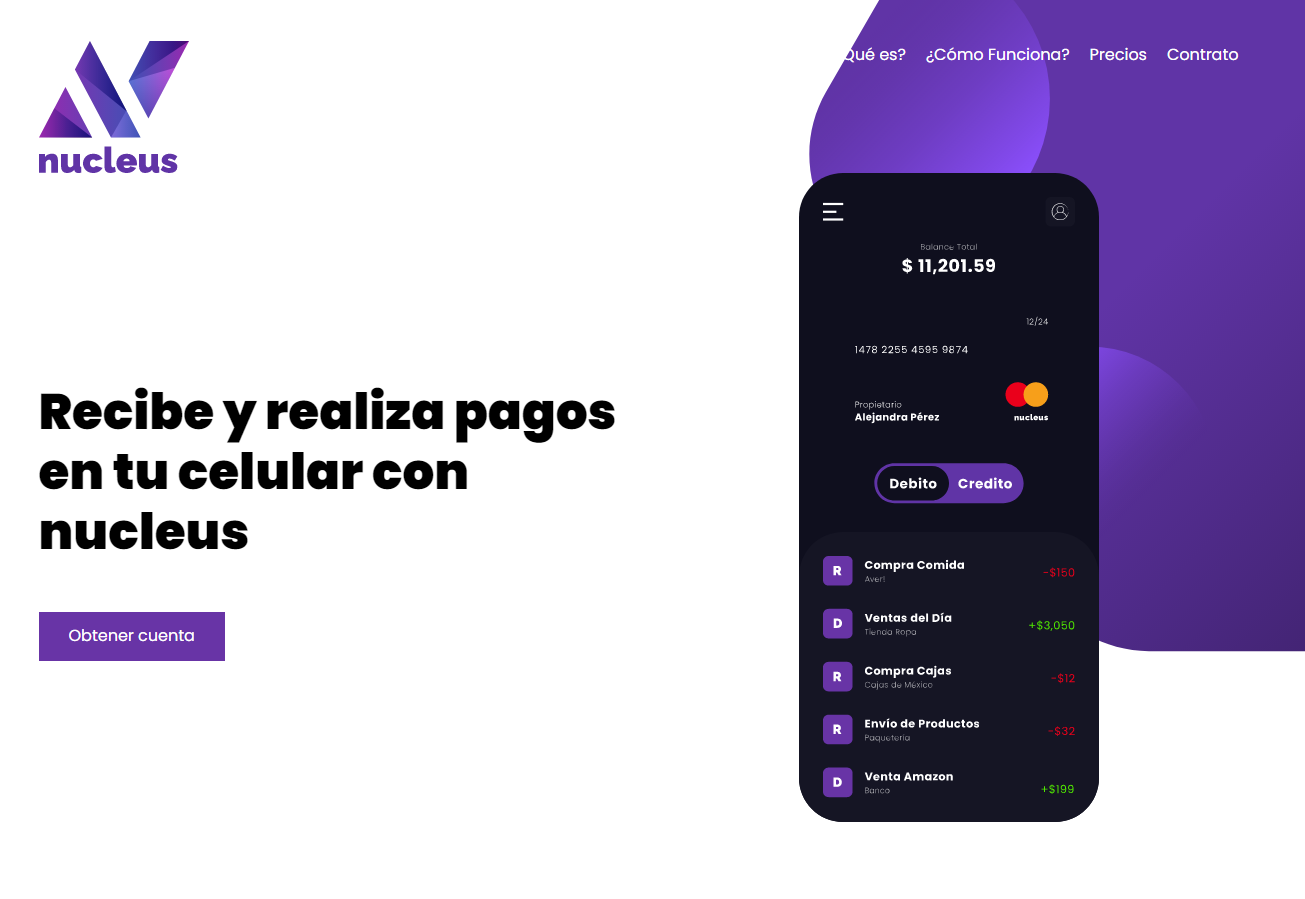 Qué es? ¿Cómo Funciona? Precios Contrato
nucleus
Balance Total
$ 11,201.59
12/24
1478 2255 4595 9874
Propietario
Alejandra Pérez
nucleus
Recibe y realiza pagos
en tu celular con
nucleus
Obtener cuenta
Debito Credito
R Compra Comida -$150
Averl
D Ventas del Día +$3,050
Tienda Ropa
R Compra Cajas -$12
Cajas de México
R Envío de Productos -$32
Paqueteria
D Venta Amazon +$199
Banca